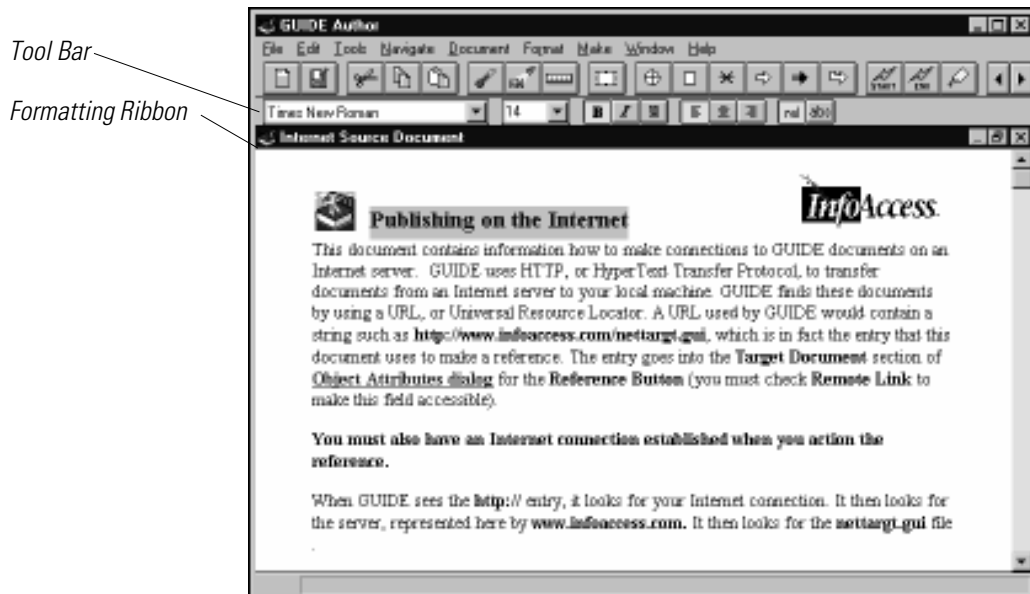 Tool Bar
Formatting Ribbon
GUIDE Author
File Edit Tools Navigate Document Format Make Window Help
START END
Times New Roman 14 B I U
Internet Source Document
InfoAccess.
Publishing on the Internet
This document contains information how to make connections to GUIDE documents on an
Internet server. GUIDE uses HTTP, or HyperText Transfer Protocol, to transfer
documents from an Internet server to your local machine. GUIDE finds these documents
by using a URL, or Universal Resource Locator. A URL used by GUIDE would contain a
string such as http://www.infoaccess.com/nettargt.gui, which is in fact the entry that this
document uses to make a reference. The entry goes into the Target Document section of
Object Attributes dialog for the Reference Button (you must check Remote Link to
make this field accessible).
You must also have an Internet connection established when you action the
reference.
When GUIDE sees the http:// entry, it looks for your Internet connection. It then looks for
the server, represented here by www.infoaccess.com. It then looks for the nettargt.gui file
.